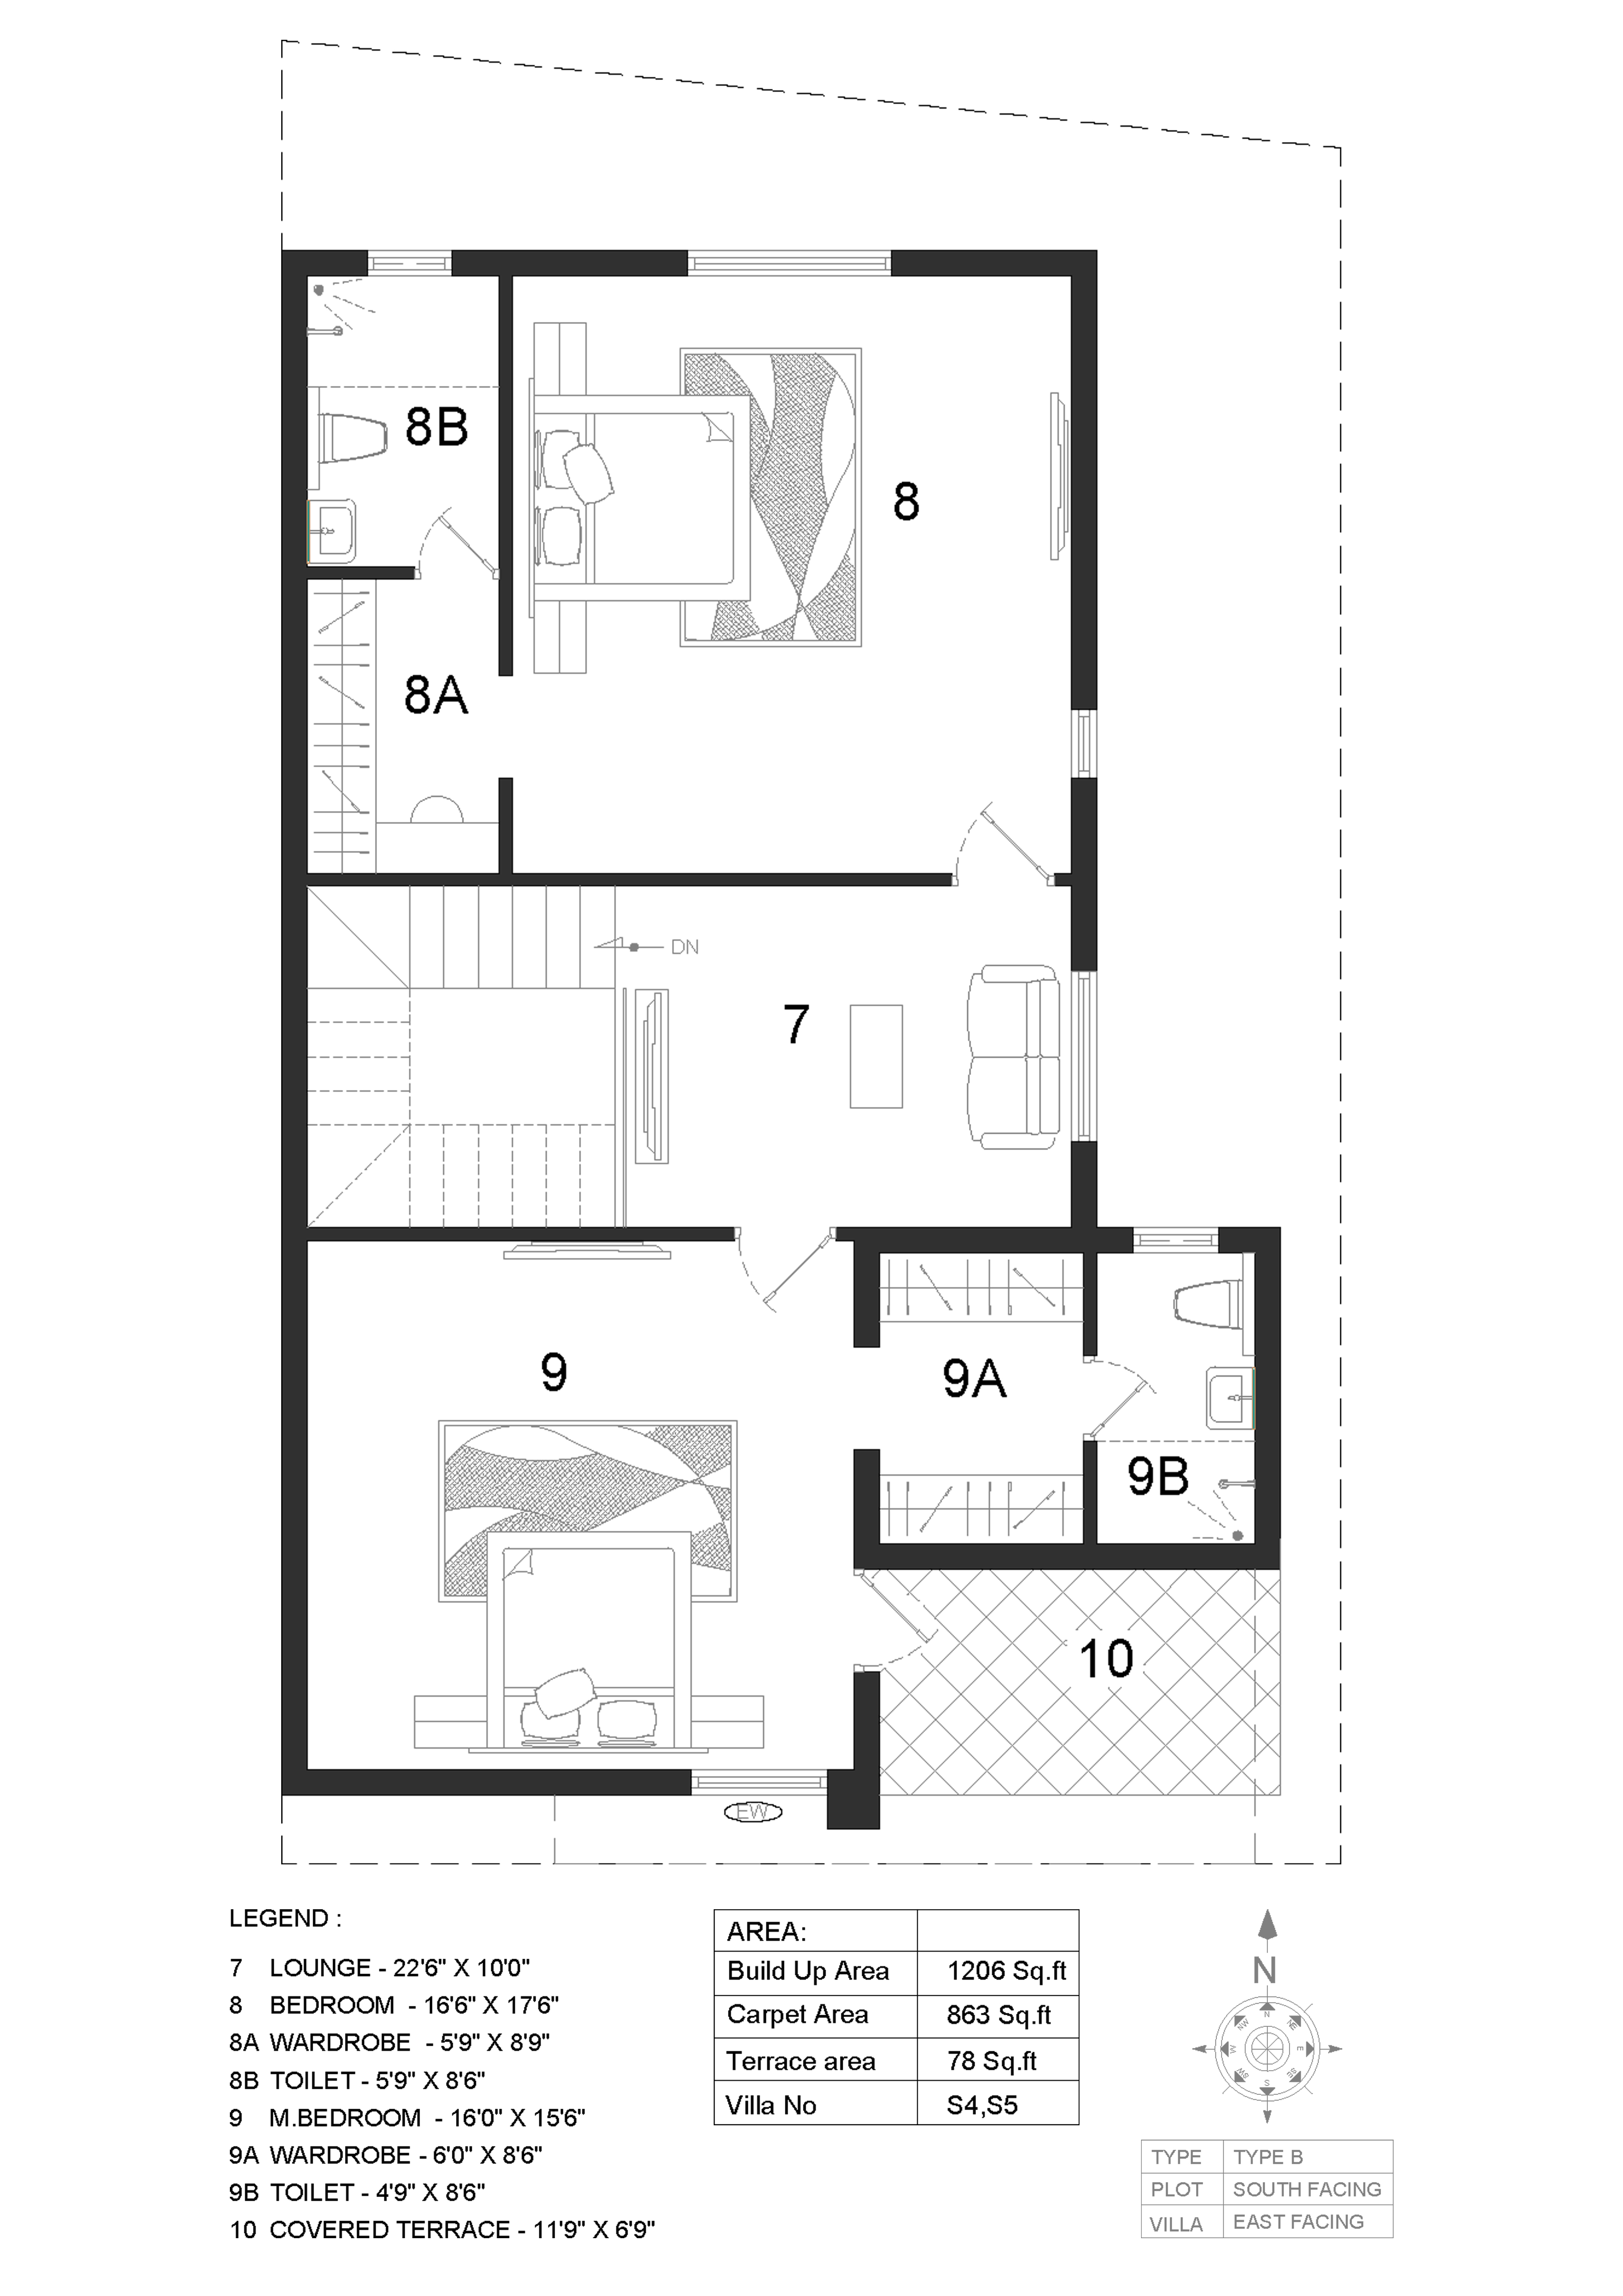 8B
8
8A
DN
7
9
9A
9B
10
EW
LEGEND :
7 LOUNGE - 22'6" X 10'0"
8 BEDROOM - 16'6" X 17'6"
8A WARDROBE - 5'9" X 8'9"
8B TOILET - 5'9" X 8'6"
9 M.BEDROOM - 16'0" X 15'6"
9A WARDROBE - 6'0" X 8'6"
9B TOILET - 4'9" X 8'6"
10 COVERED TERRACE - 11'9" X 6'9"
AREA:
Build Up Area 1206 Sq.ft
Carpet Area 863 Sq.ft
Terrace area 78 Sq.ft
Villa No S4,S5
N
N
NW NE
W E
SW SE
S
TYPE TYPE B
PLOT SOUTH FACING
VILLA EAST FACING